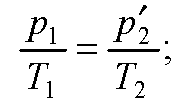 p₁/T₁ = p′₂/T₂;